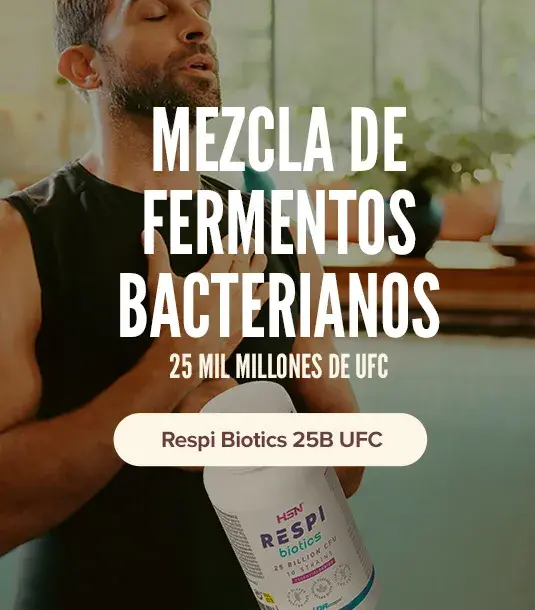 MEZCLA DE
FERMENTOS
BACTERIANOS
25 MIL MILLONES DE UFC
Respi Biotics 25B UFC
HSN
RESPI
biotics
25 BILLION CFU
10 STRAINS